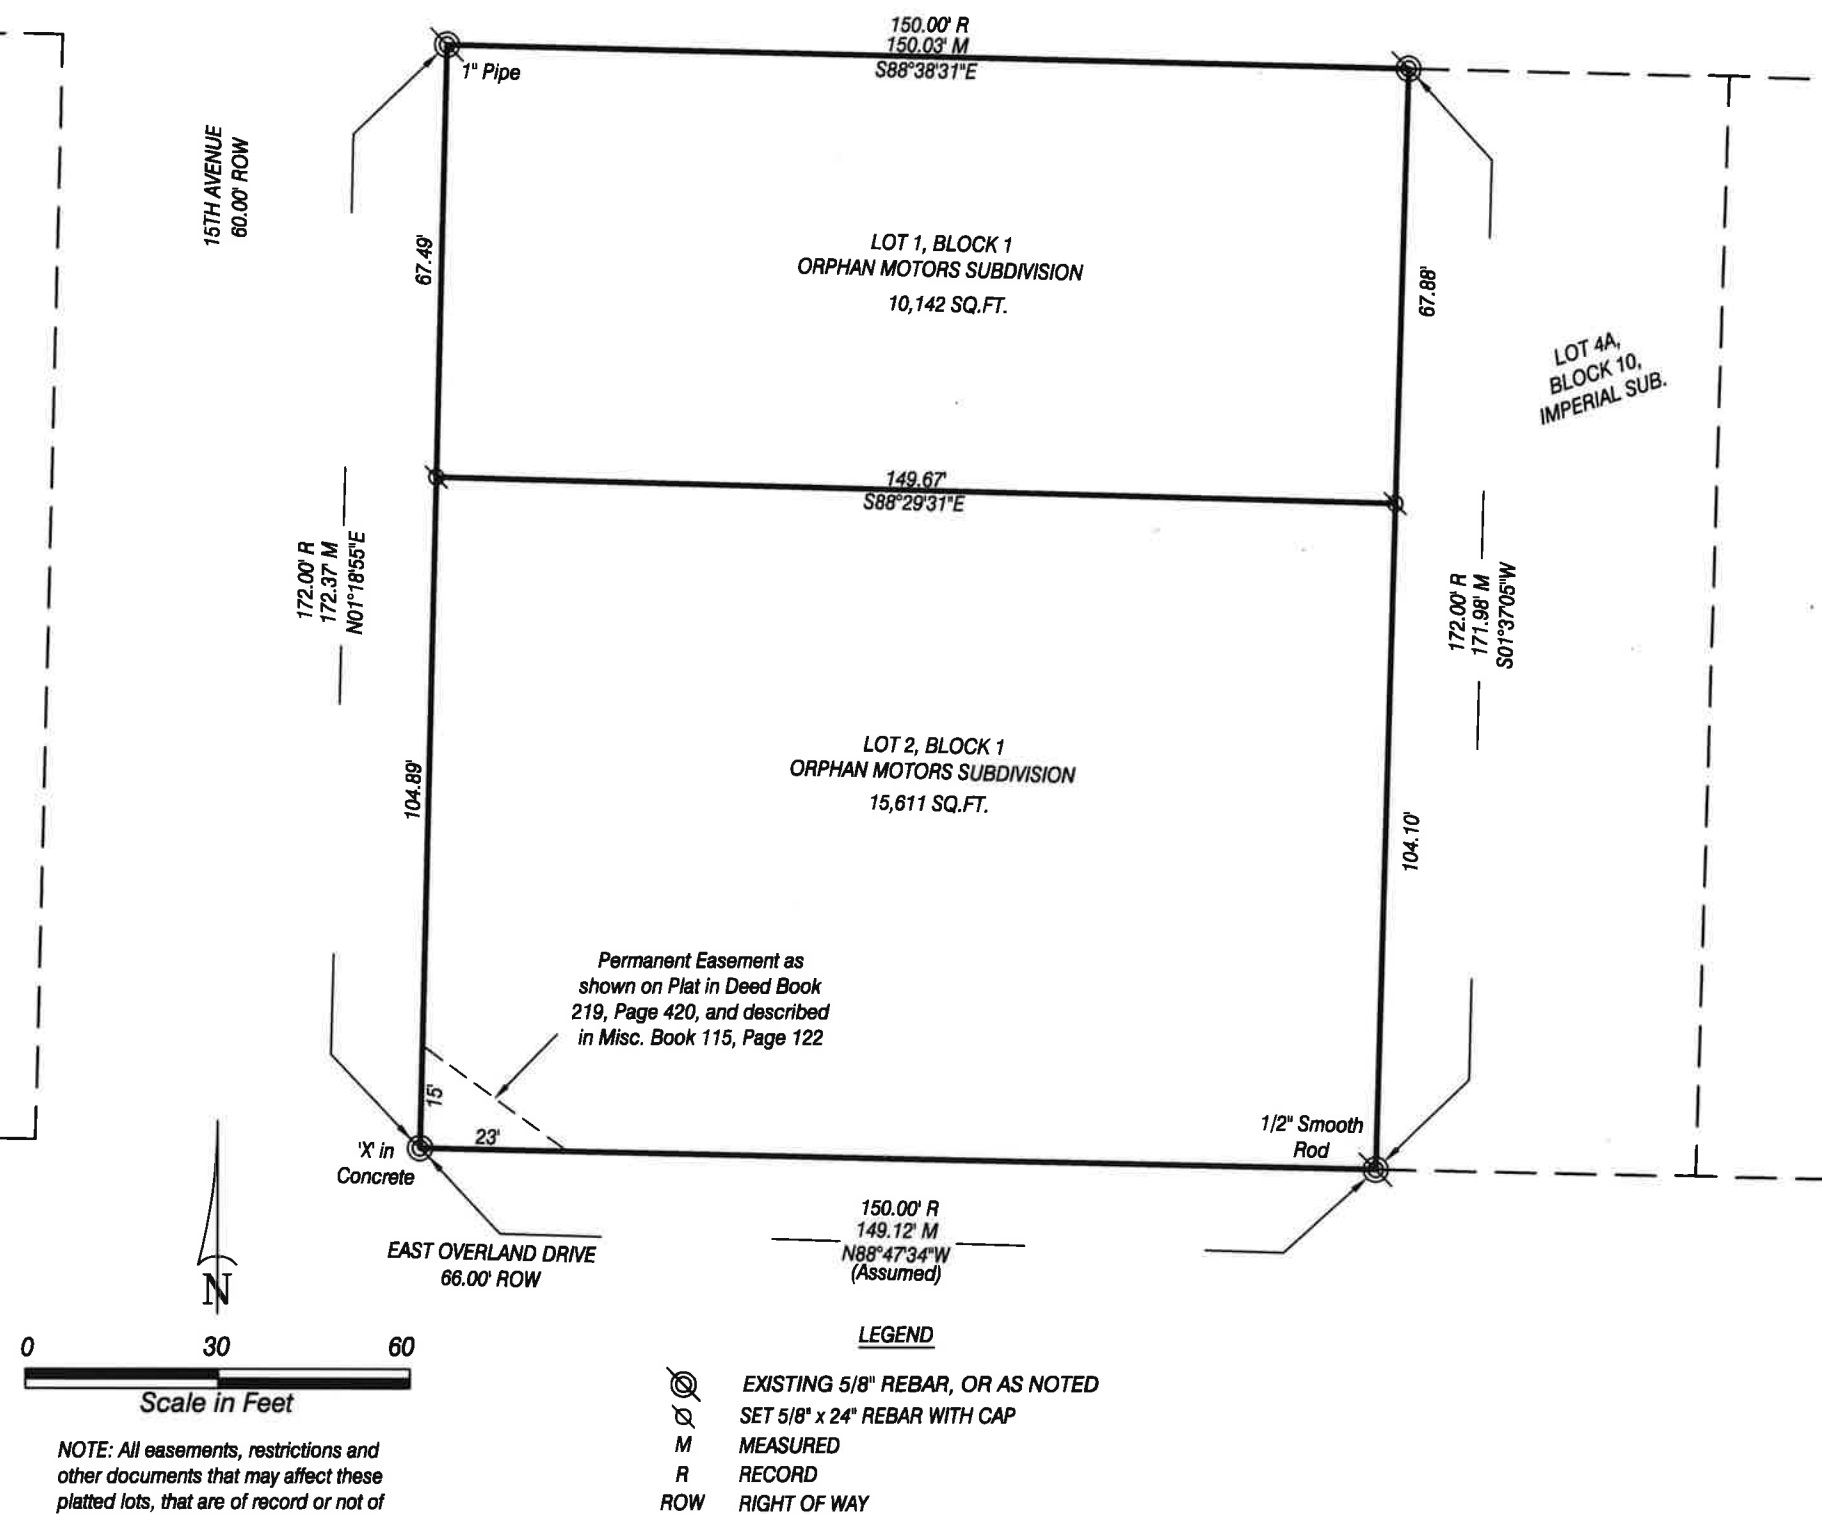 150.00' R
150.03' M
S88°38'31"E
1" Pipe
15TH AVENUE
60.00' ROW
67.49'
LOT 1, BLOCK 1
ORPHAN MOTORS SUBDIVISION
10,142 SQ.FT.
67.88'
LOT 4A,
BLOCK 10,
IMPERIAL SUB.
149.67'
S88°29'31"E
172.00' R
172.37' M
N01°18'55"E
172.00' R
171.98' M
S01°37'05"W
LOT 2, BLOCK 1
ORPHAN MOTORS SUBDIVISION
15,611 SQ.FT.
104.89'
104.10'
Permanent Easement as
shown on Plat in Deed Book
219, Page 420, and described
in Misc. Book 115, Page 122
15'
23'
'X' in
Concrete
1/2" Smooth
Rod
EAST OVERLAND DRIVE
66.00' ROW
150.00' R
149.12' M
N88°47'34"W
(Assumed)
N
0 30 60
Scale in Feet
NOTE: All easements, restrictions and
other documents that may affect these
platted lots, that are of record or not of
LEGEND
EXISTING 5/8" REBAR, OR AS NOTED
SET 5/8" x 24" REBAR WITH CAP
M MEASURED
R RECORD
ROW RIGHT OF WAY